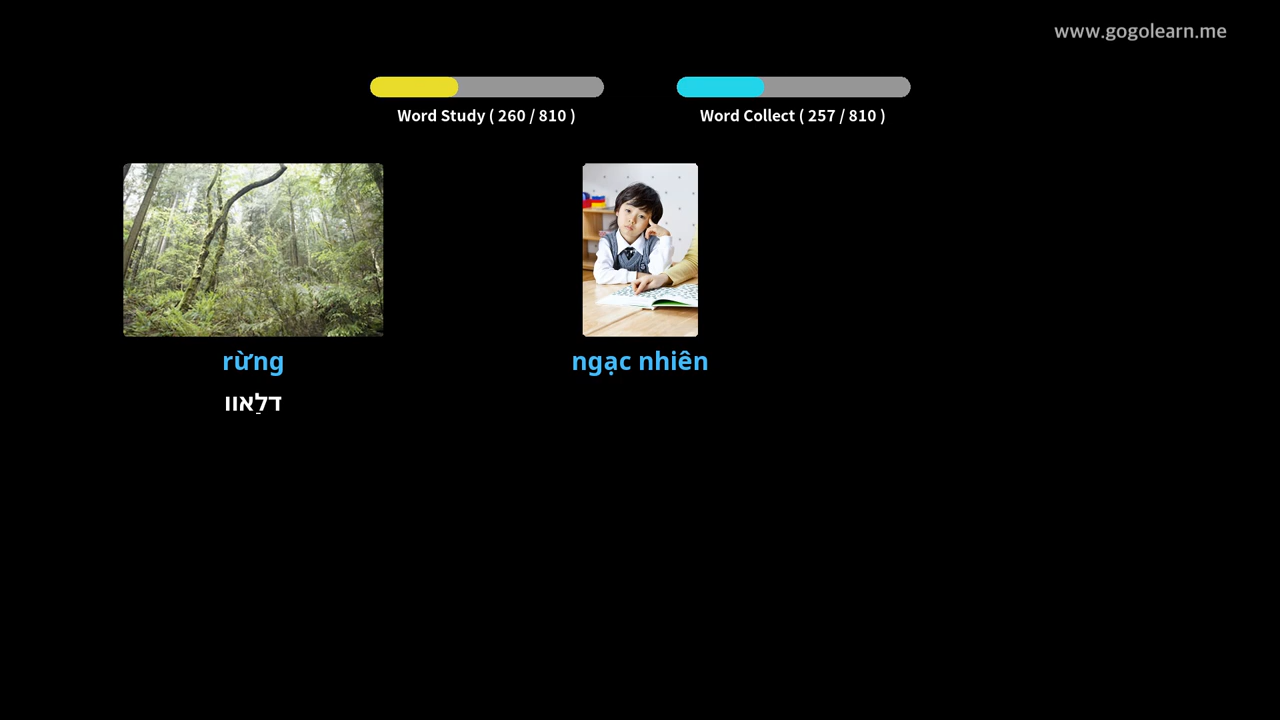 www.gogolearn.me
Word Study ( 260 / 810 )
Word Collect ( 257 / 810 )
rừng
ngạc nhiên
דלַאוו